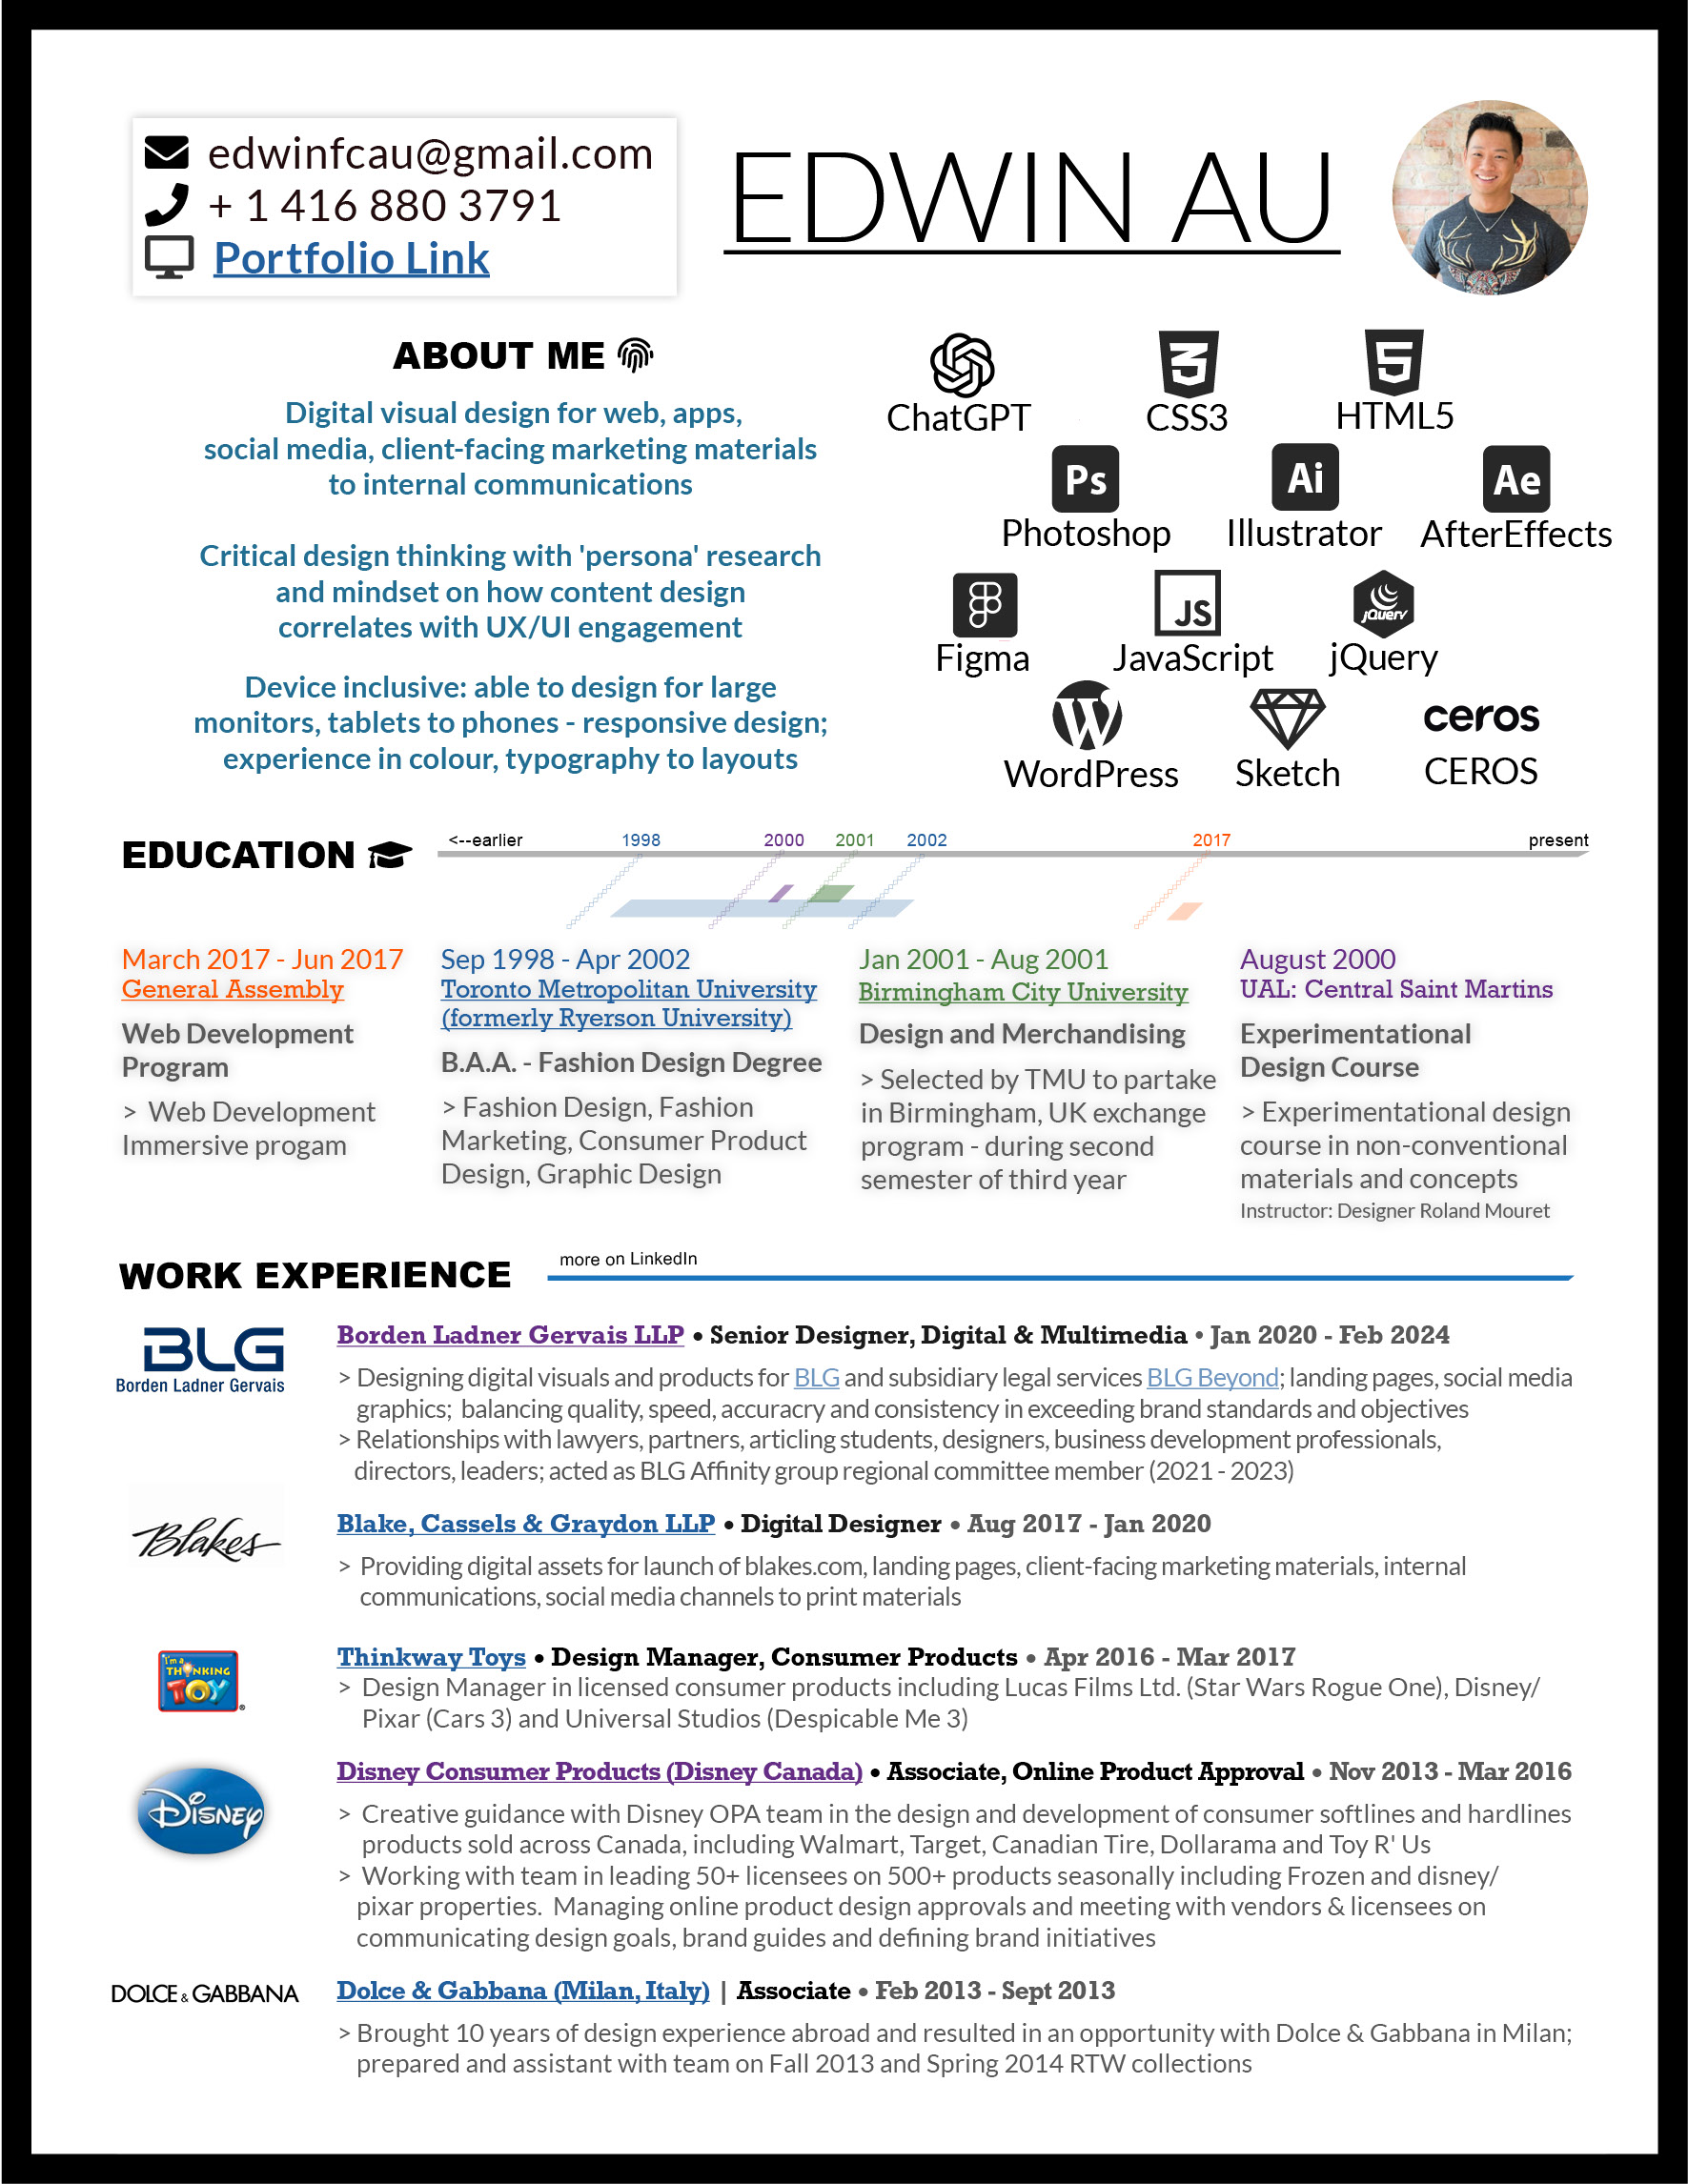 edwinfcau@gmail.com
+ 1 416 880 3791
Portfolio Link
EDWIN AU
ABOUT ME
Digital visual design for web, apps,
social media, client-facing marketing materials
to internal communications
Critical design thinking with 'persona' research
and mindset on how content design
correlates with UX/UI engagement
Device inclusive: able to design for large
monitors, tablets to phones - responsive design;
experience in colour, typography to layouts
3
5
ChatGPT
CSS3
HTML5
Ps
Ai
Ae
Photoshop
Illustrator
AfterEffects
JS
jQuery
Figma
JavaScript
jQuery
W
ceros
WordPress
Sketch
CEROS
EDUCATION
<--earlier
1998
2000
2001
2002
2017
present
March 2017 - Jun 2017
General Assembly
Web Development
Program
> Web Development
Immersive progam
Sep 1998 - Apr 2002
Toronto Metropolitan University
(formerly Ryerson University)
B.A.A. - Fashion Design Degree
> Fashion Design, Fashion
Marketing, Consumer Product
Design, Graphic Design
Jan 2001 - Aug 2001
Birmingham City University
Design and Merchandising
> Selected by TMU to partake
in Birmingham, UK exchange
program - during second
semester of third year
August 2000
UAL: Central Saint Martins
Experimentational
Design Course
> Experimentational design
course in non-conventional
materials and concepts
Instructor: Designer Roland Mouret
WORK EXPERIENCE
more on LinkedIn
BLG
Borden Ladner Gervais
Borden Ladner Gervais LLP • Senior Designer, Digital & Multimedia • Jan 2020 - Feb 2024
> Designing digital visuals and products for BLG and subsidiary legal services BLG Beyond; landing pages, social media
graphics; balancing quality, speed, accuracry and consistency in exceeding brand standards and objectives
> Relationships with lawyers, partners, articling students, designers, business development professionals,
directors, leaders; acted as BLG Affinity group regional committee member (2021 - 2023)
Blakes
Blake, Cassels & Graydon LLP • Digital Designer • Aug 2017 - Jan 2020
> Providing digital assets for launch of blakes.com, landing pages, client-facing marketing materials, internal
communications, social media channels to print materials
I'm a
THINKING
TOY
®
Thinkway Toys • Design Manager, Consumer Products • Apr 2016 - Mar 2017
> Design Manager in licensed consumer products including Lucas Films Ltd. (Star Wars Rogue One), Disney/
Pixar (Cars 3) and Universal Studios (Despicable Me 3)
Disney
Disney Consumer Products (Disney Canada) • Associate, Online Product Approval • Nov 2013 - Mar 2016
> Creative guidance with Disney OPA team in the design and development of consumer softlines and hardlines
products sold across Canada, including Walmart, Target, Canadian Tire, Dollarama and Toy R' Us
> Working with team in leading 50+ licensees on 500+ products seasonally including Frozen and disney/
pixar properties. Managing online product design approvals and meeting with vendors & licensees on
communicating design goals, brand guides and defining brand initiatives
DOLCE & GABBANA
Dolce & Gabbana (Milan, Italy) | Associate • Feb 2013 - Sept 2013
> Brought 10 years of design experience abroad and resulted in an opportunity with Dolce & Gabbana in Milan;
prepared and assistant with team on Fall 2013 and Spring 2014 RTW collections